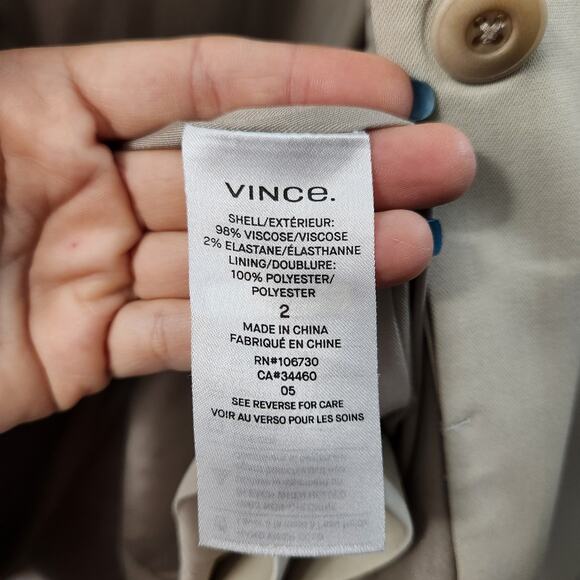 VINCE.
SHELL/EXTÉRIEUR:
98% VISCOSE/VISCOSE
2% ELASTANE/ÉLASTHANNE
LINING/DOUBLURE:
100% POLYESTER/
POLYESTER
2
MADE IN CHINA
FABRIQUÉ EN CHINE
RN#106730
CA#34460
05
SEE REVERSE FOR CARE
VOIR AU VERSO POUR LES SOINS